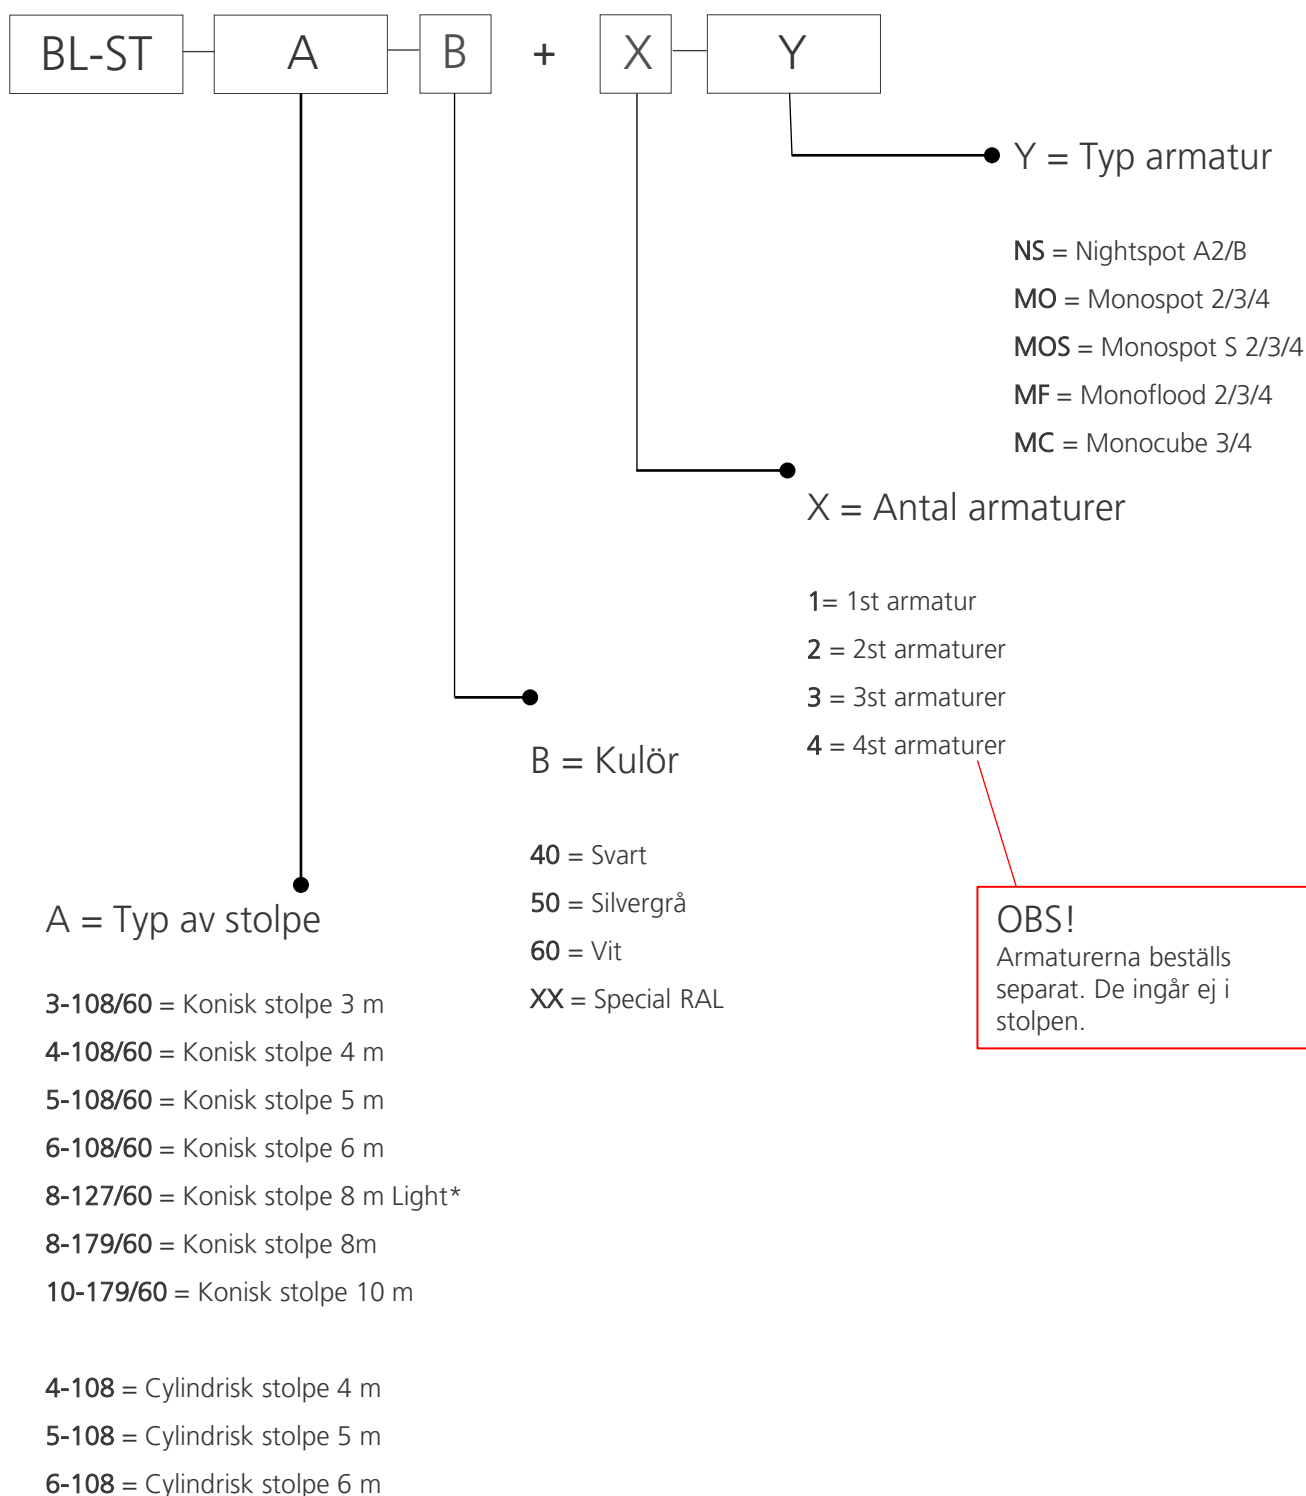 BL-ST A B + X Y
Y = Typ armatur
NS = Nightspot A2/B
MO = Monospot 2/3/4
MOS = Monospot S 2/3/4
MF = Monoflood 2/3/4
MC = Monocube 3/4
X = Antal armaturer
1= 1st armatur
2 = 2st armaturer
3 = 3st armaturer
4 = 4st armaturer
B = Kulör
40 = Svart
50 = Silvergrå
60 = Vit
XX = Special RAL
OBS!
Armaturerna beställs
separat. De ingår ej i
stolpen.
A = Typ av stolpe
3-108/60 = Konisk stolpe 3 m
4-108/60 = Konisk stolpe 4 m
5-108/60 = Konisk stolpe 5 m
6-108/60 = Konisk stolpe 6 m
8-127/60 = Konisk stolpe 8 m Light*
8-179/60 = Konisk stolpe 8m
10-179/60 = Konisk stolpe 10 m
4-108 = Cylindrisk stolpe 4 m
5-108 = Cylindrisk stolpe 5 m
6-108 = Cylindrisk stolpe 6 m